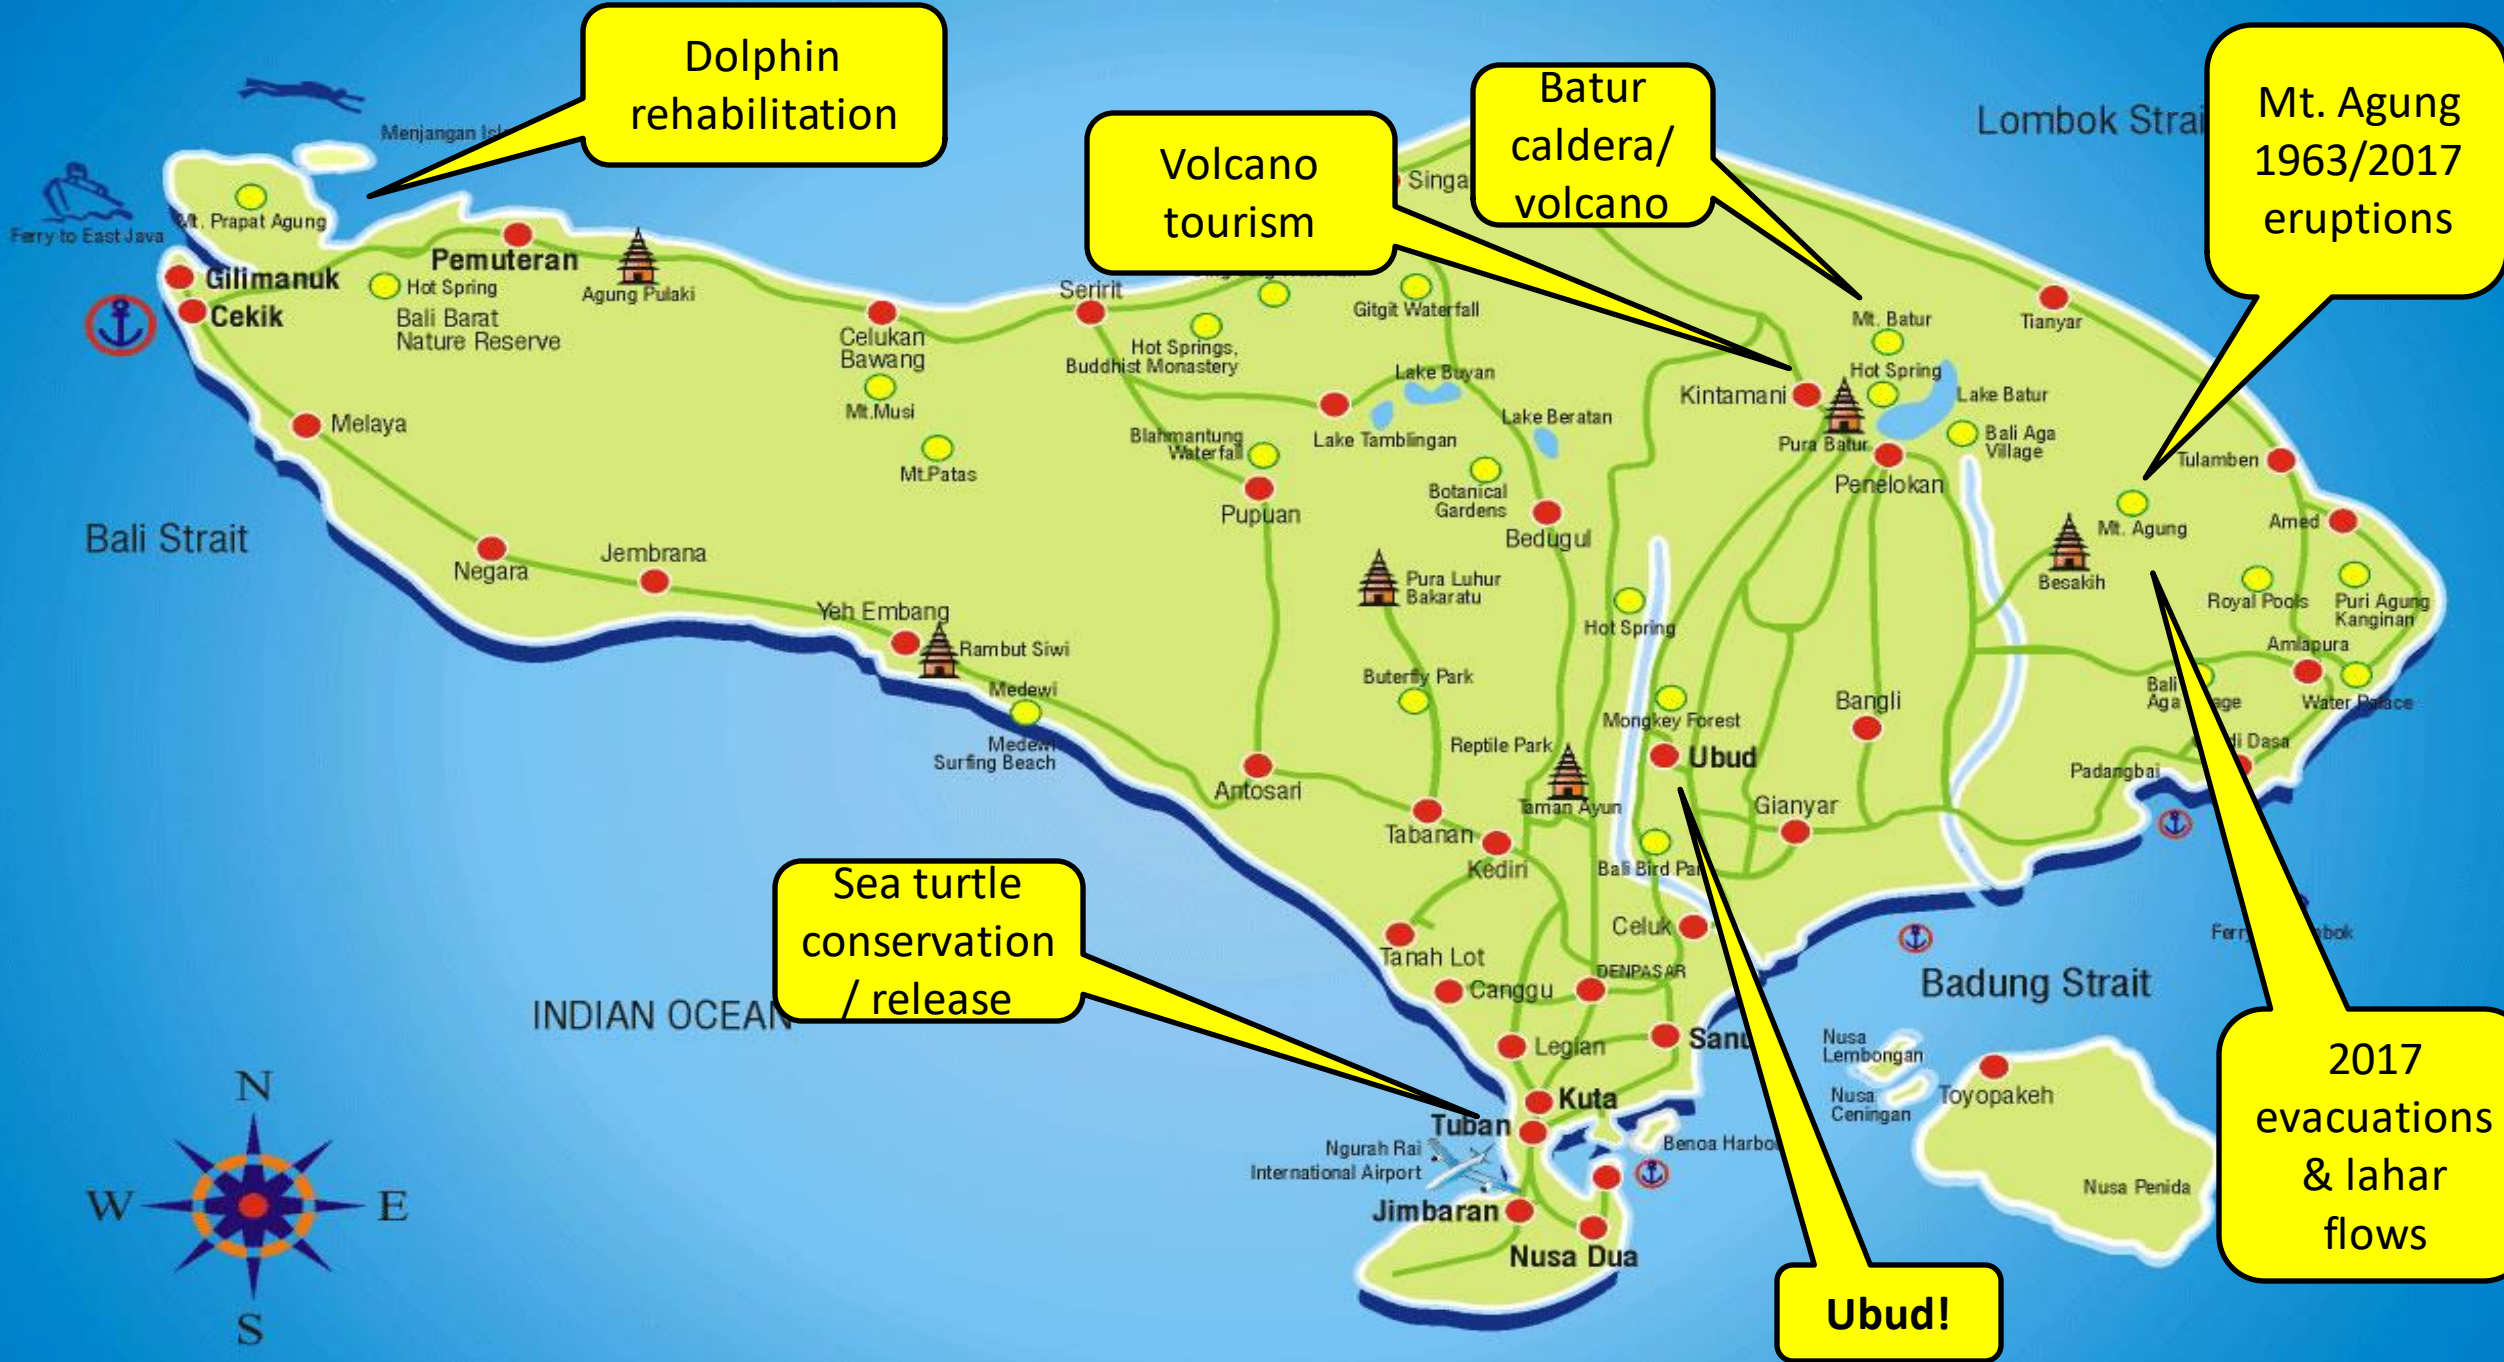 Dolphin
rehabilitation
Batur
caldera/
volcano
Mt. Agung
1963/2017
eruptions
Volcano
tourism
Lombok
Menjangan
Ferry to East Java
Mt. Prapat Agung
Gilimanuk
Cekik
Pemuteran
Hot Spring
Bali Barat
Nature Reserve
Agung Pulaki
Celukan
Bawang
Mt.Musi
Mt.Patas
Seririt
Hot Springs,
Buddhist Monastery
Gitgit Waterfall
Lake Buyan
Lake Tamblingan
Lake Beratan
Blahmantung
Waterfall
Pupuan
Botanical
Gardens
Bedugul
Kintamani
Mt. Batur
Hot Spring
Lake Batur
Pura Batur
Bali Aga
Village
Penelokan
Tianyar
Tulamben
Mt. Agung
Amed
Besakih
Royal Pools
Puri Agung
Kanginan
Amlapura
Bali
Aga
Water Palace
Dasa
Padangbai
Melaya
Bali Strait
Negara
Jembrana
Yeh Embang
Rambut Siwi
Medewi
Medewi
Surfing Beach
Pura Luhur
Bakaratu
Buterfly Park
Hot Spring
Mongkey Forest
Ubud
Bangli
Reptile Park
Taman Ayun
Gianyar
Antosari
Tabanan
Kediri
Bali Bird
Celuk
Tanah Lot
DENPASAR
Canggu
Legian
Kuta
Tuban
Ngurah Rai
International Airport
Benoa
Jimbaran
Nusa Dua
Sea turtle
conservation
/ release
INDIAN OCEAN
Badung Strait
Nusa
Lembongan
Nusa
Ceningan
Toyopakeh
Nusa Penida
2017
evacuations
& lahar
flows
Ubud!
N
W
E
S